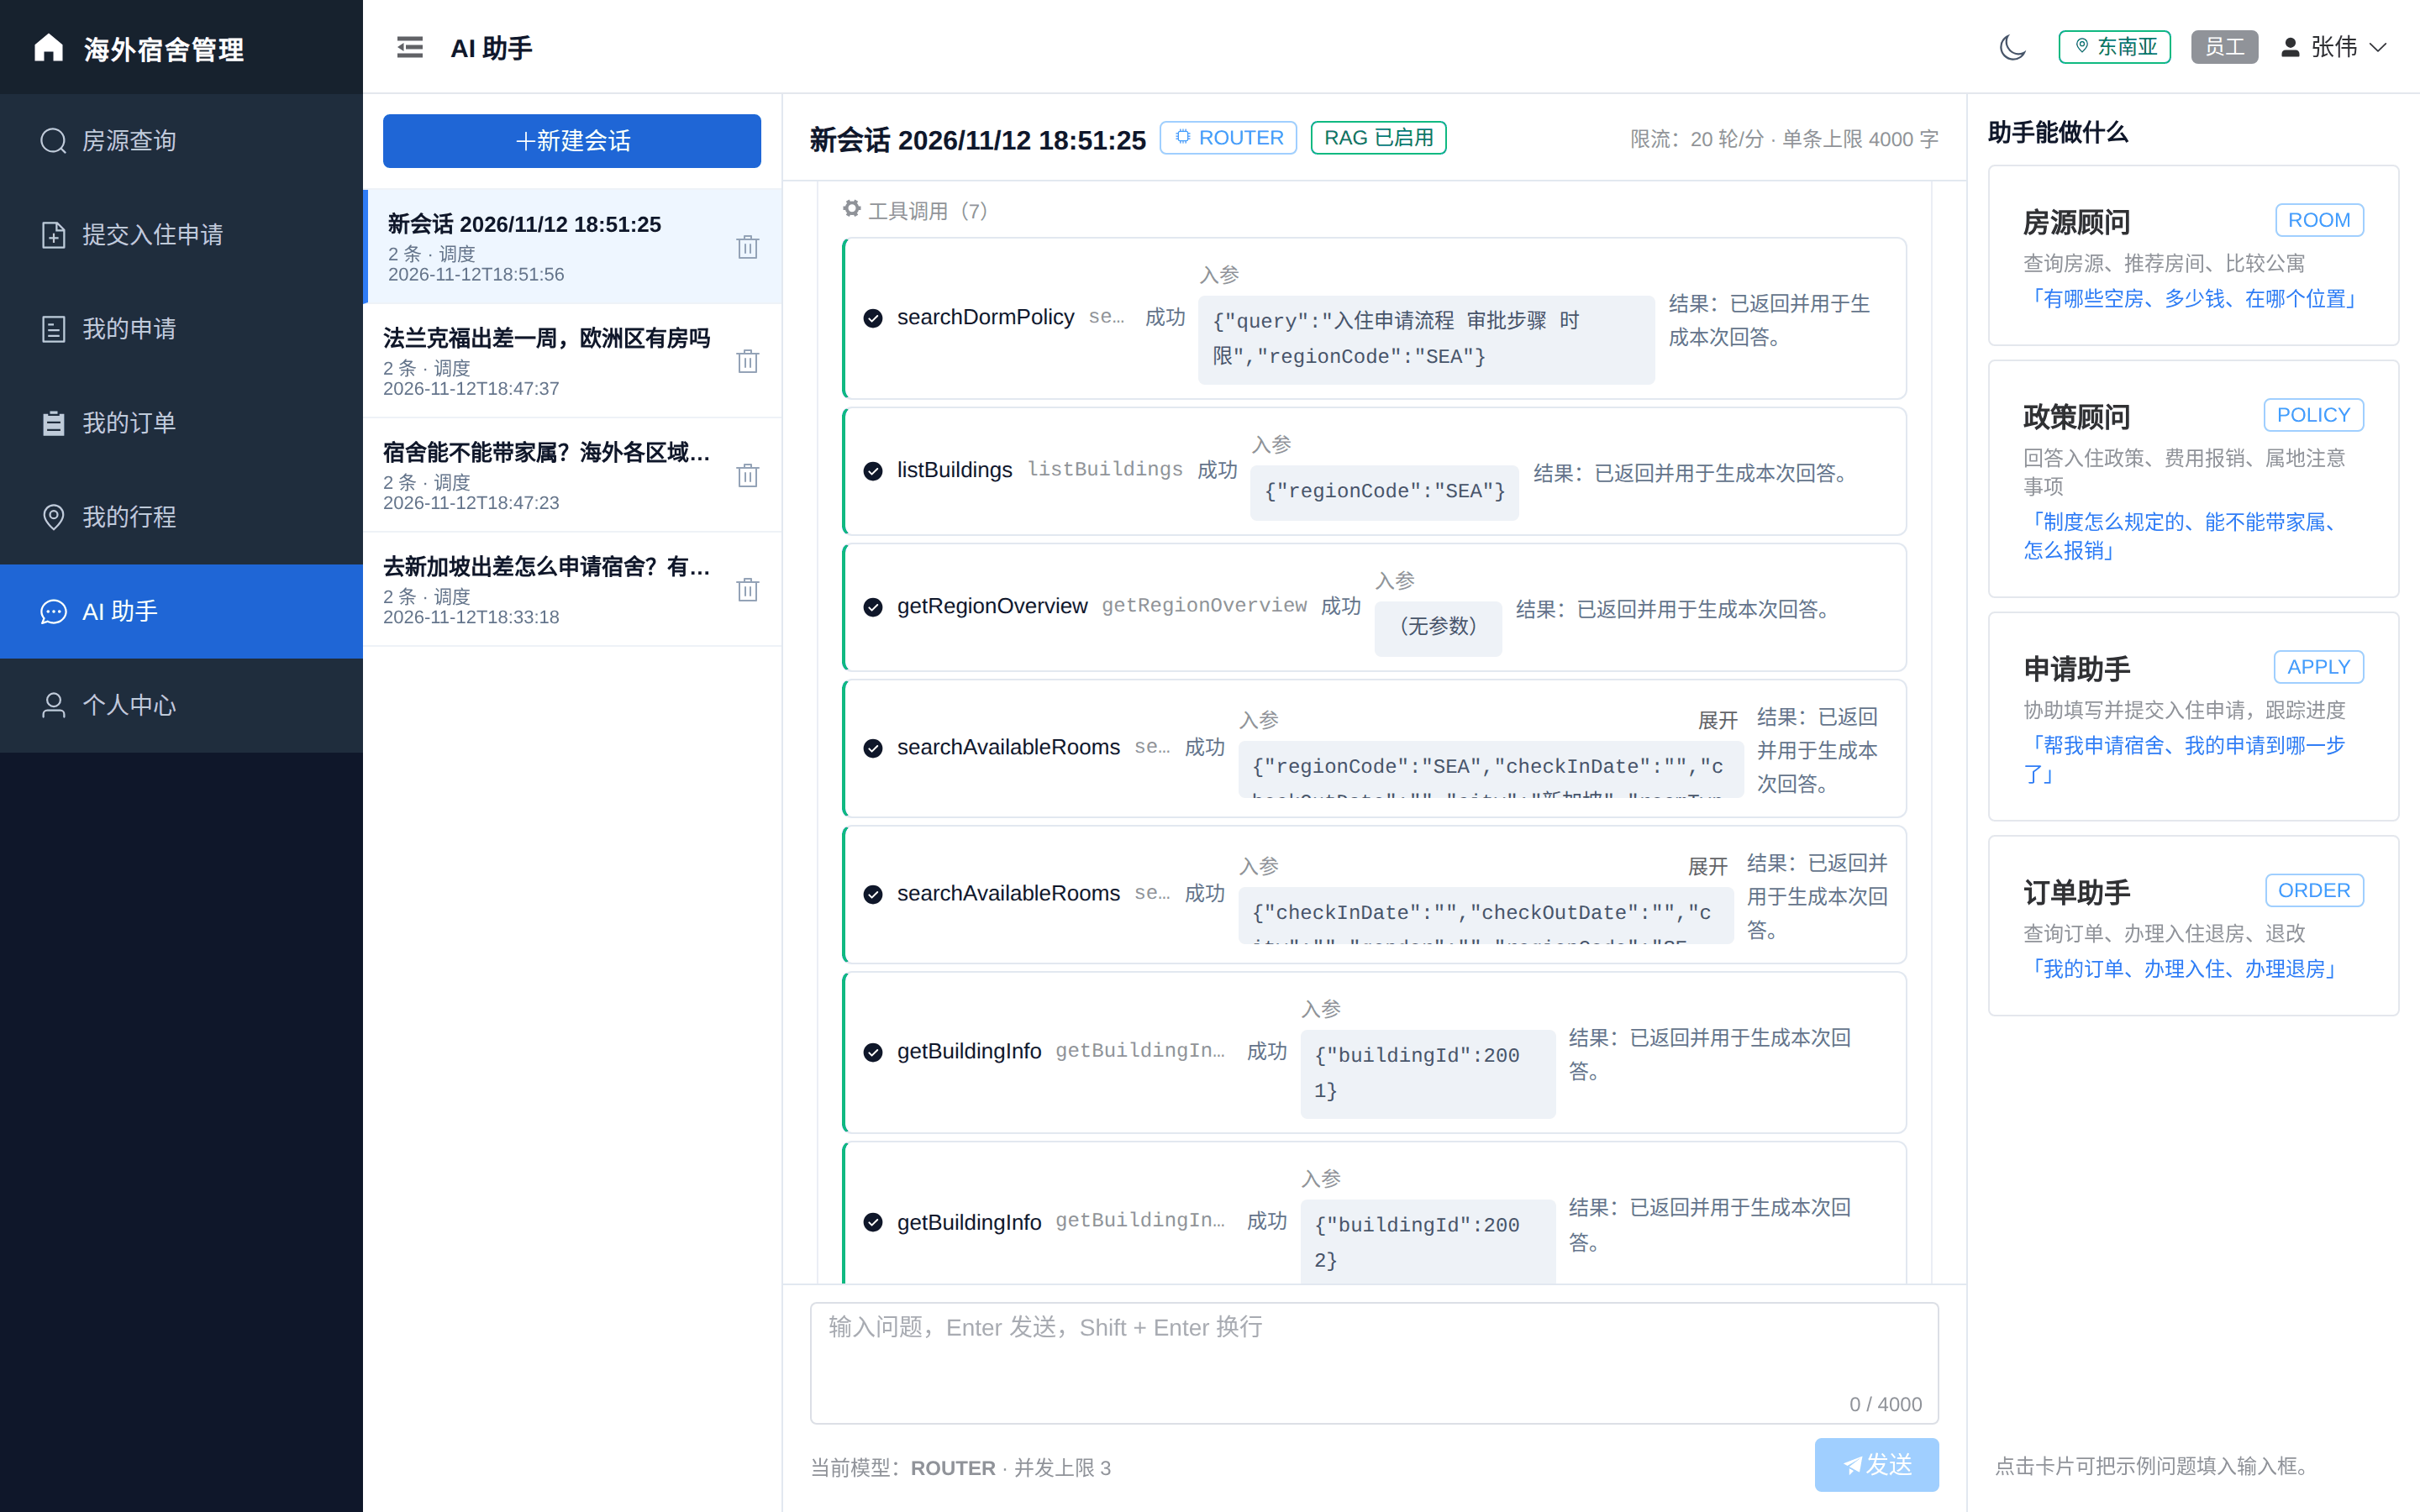 海外宿舍管理
房源查询
提交入住申请
我的申请
我的订单
我的行程
AI 助手
个人中心
AI 助手
东南亚
员工
张伟
新建会话
新会话 2026/11/12 18:51:25
2 条 · 调度
2026-11-12T18:51:56
法兰克福出差一周，欧洲区有房吗
2 条 · 调度
2026-11-12T18:47:37
宿舍能不能带家属？海外各区域…
2 条 · 调度
2026-11-12T18:47:23
去新加坡出差怎么申请宿舍？有…
2 条 · 调度
2026-11-12T18:33:18
新会话 2026/11/12 18:51:25
ROUTER
RAG 已启用
限流：20 轮/分 · 单条上限 4000 字
工具调用（7）
searchDormPolicy se… 成功
入参
{"query":"入住申请流程 审批步骤 时
限","regionCode":"SEA"}
结果：已返回并用于生
成本次回答。
listBuildings listBuildings 成功
入参
{"regionCode":"SEA"}
结果：已返回并用于生成本次回答。
getRegionOverview getRegionOverview 成功
入参
（无参数）
结果：已返回并用于生成本次回答。
searchAvailableRooms se… 成功
入参
展开
{"regionCode":"SEA","checkInDate":"","c
结果：已返回
并用于生成本
次回答。
searchAvailableRooms se… 成功
入参
展开
{"checkInDate":"","checkOutDate":"","c
结果：已返回并
用于生成本次回
答。
getBuildingInfo getBuildingIn… 成功
入参
{"buildingId":200
1}
结果：已返回并用于生成本次回
答。
getBuildingInfo getBuildingIn… 成功
入参
{"buildingId":200
2}
结果：已返回并用于生成本次回
答。
输入问题，Enter 发送，Shift + Enter 换行
0 / 4000
当前模型：ROUTER · 并发上限 3
发送
助手能做什么
房源顾问
ROOM
查询房源、推荐房间、比较公寓
「有哪些空房、多少钱、在哪个位置」
政策顾问
POLICY
回答入住政策、费用报销、属地注意
事项
「制度怎么规定的、能不能带家属、
怎么报销」
申请助手
APPLY
协助填写并提交入住申请，跟踪进度
「帮我申请宿舍、我的申请到哪一步
了」
订单助手
ORDER
查询订单、办理入住退房、退改
「我的订单、办理入住、办理退房」
点击卡片可把示例问题填入输入框。